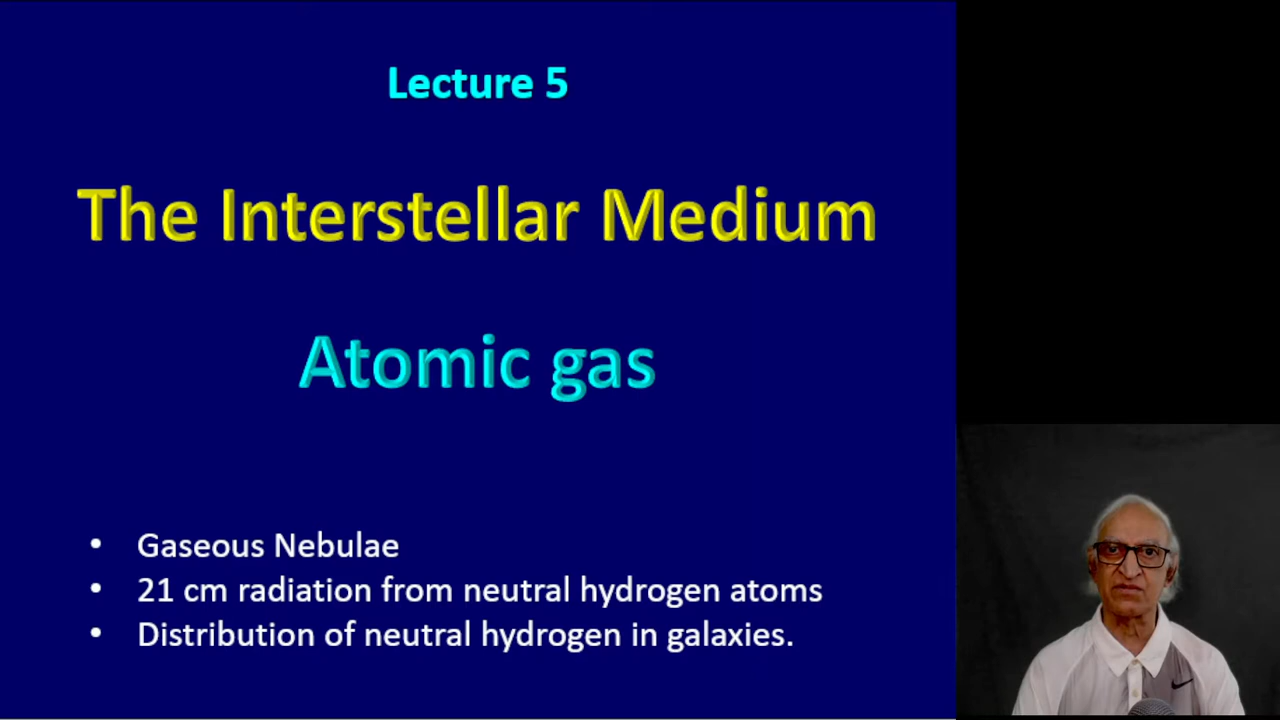 Lecture 5
The Interstellar Medium
Atomic gas
• Gaseous Nebulae
• 21 cm radiation from neutral hydrogen atoms
• Distribution of neutral hydrogen in galaxies.